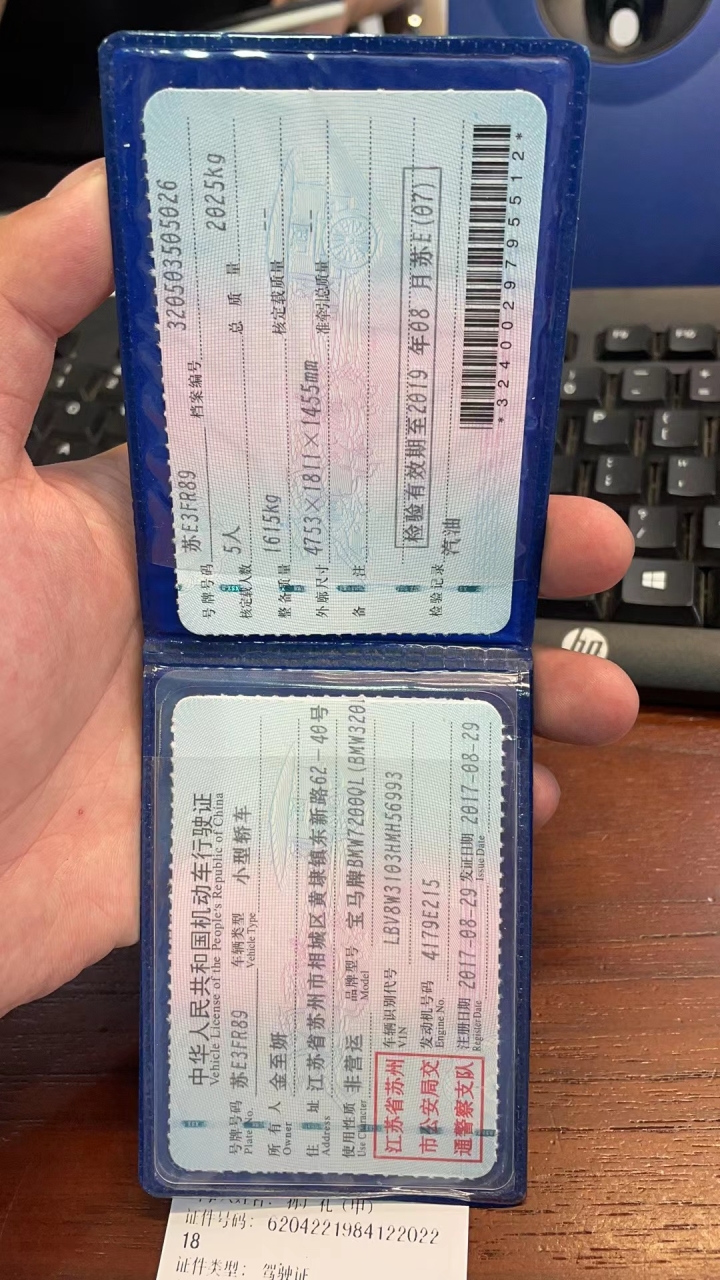 中华人民共和国机动车行驶证
Vehicle License of the People's Republic of China
号牌号码 苏E3FR89 车辆类型 小型轿车
Plate No. Vehicle Type
所有人 金至妍
Owner
住址 江苏省苏州市相城区黄埭镇东新路62-40号
Address
使用性质 非营运 品牌型号 宝马牌BMW7200QL(BMW320
Use Character Model
江苏省苏州
市公安局交
通警察支队
车辆识别代号 LBV8W3103HMH56993
VIN
发动机号码 4179E215
Engine No.
注册日期 2017-08-29 发证日期 2017-08-29
Register Date Issue Date
号牌号码 苏E3FR89 档案编号 320503505026
核定载人数 5人 总质量 2025kg
整备质量 1615kg 核定载质量 --
外廓尺寸 4753×1811×1455mm 准牵引总质量 --
备注
检验有效期至2019年08月苏E(07)
检验记录 汽油
*3240029795512*
证件号码: 6204221984122022
18
证件类型: 驾驶证
hp